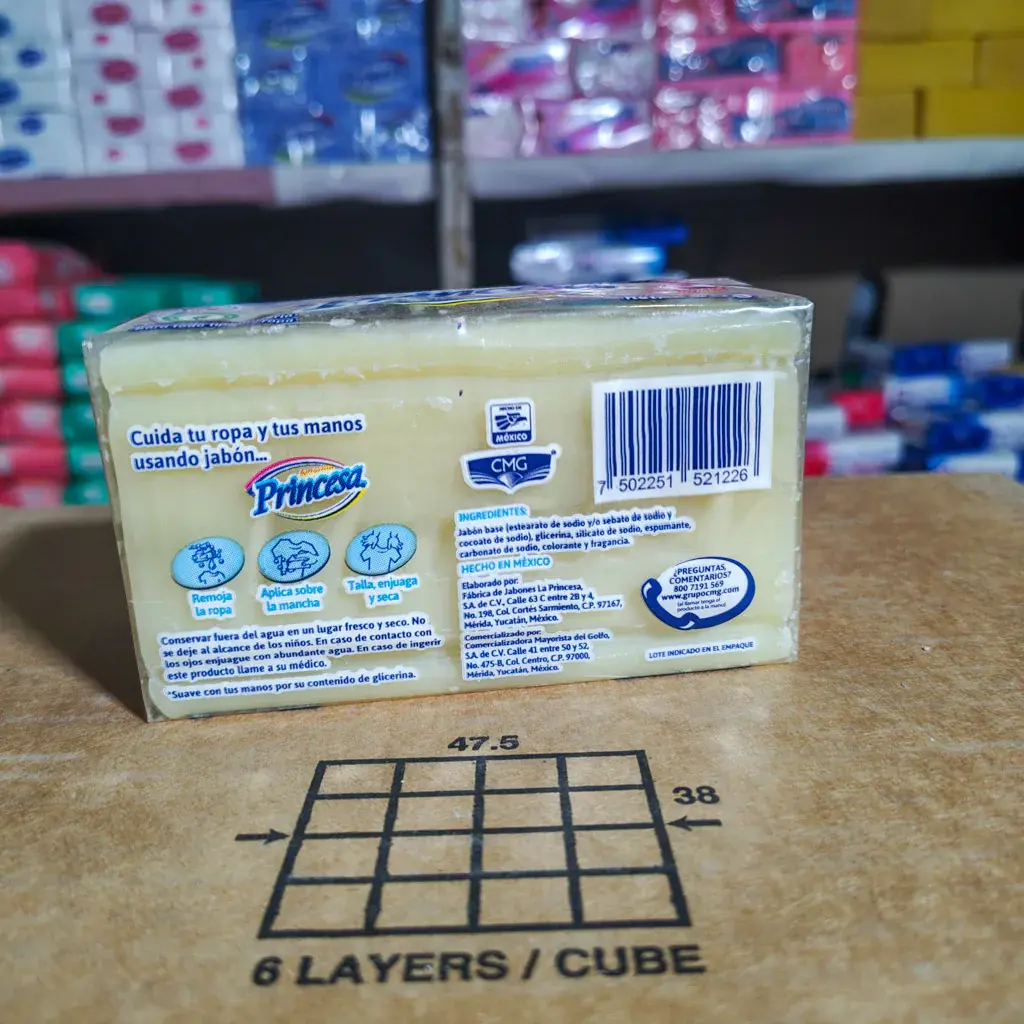 Cuida tu ropa y tus manos
usando jabón...
Princesa
Remoja
la ropa
Aplica sobre
la mancha
Talla, enjuaga
y seca
Conservar fuera del agua en un lugar fresco y seco. No
se deje al alcance de los niños. En caso de contacto con
los ojos enjuague con abundante agua. En caso de ingerir
este producto llame a su médico.
*Suave con tus manos por su contenido de glicerina.
HECHO EN
MÉXICO
CMG
7 502251 521226
INGREDIENTES:
Jabón base (estearato de sodio y/o sebato de sodio y
cocoato de sodio), glicerina, silicato de sodio, espumante,
carbonato de sodio, colorante y fragancia.
HECHO EN MÉXICO
Elaborado por:
Fábrica de Jabones La Princesa,
S.A. de C.V., Calle 63 C entre 2B y 4,
No. 198, Col. Cortés Sarmiento, C.P. 97167,
Mérida, Yucatán, México.
Comercializado por:
Comercializadora Mayorista del Golfo,
S.A. de C.V. Calle 41 entre 50 y 52,
No. 475-B, Col. Centro, C.P. 97000,
Mérida, Yucatán, México.
¿PREGUNTAS,
COMENTARIOS?
800 7191 569
www.grupocmg.com
(al llamar tenga el
producto a la mano)
LOTE INDICADO EN EL EMPAQUE
47.5
38
6 LAYERS / CUBE